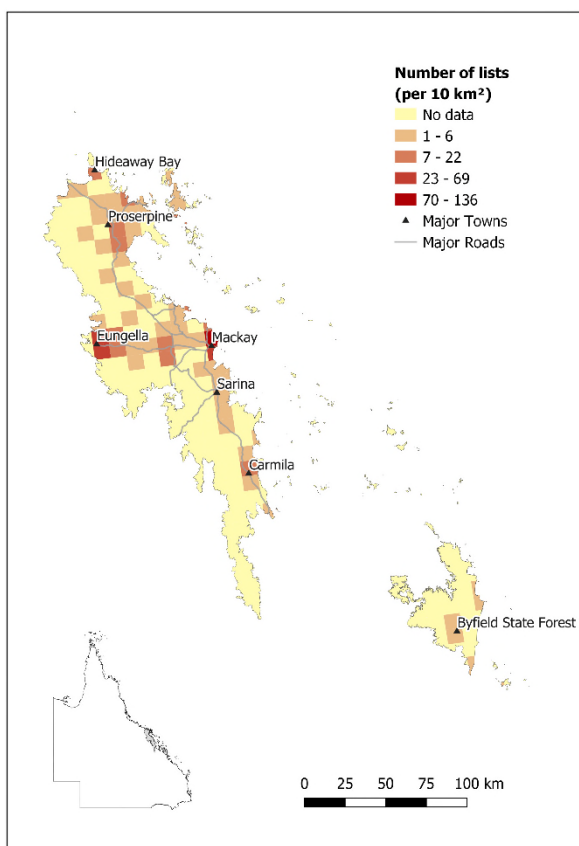 Number of lists
(per 10 km²)
No data
1 - 6
7 - 22
23 - 69
70 - 136
Major Towns
Major Roads
Hideaway Bay
Proserpine
Eungella
Mackay
Sarina
Carmila
Byfield State Forest
0 25 50 75 100 km